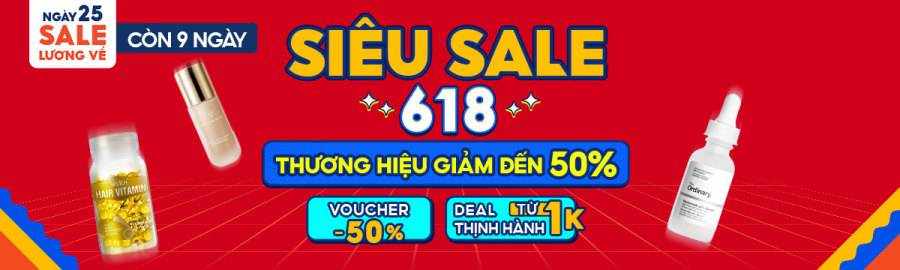 NGÀY 25
SALE
LƯƠNG VỀ
CÒN 9 NGÀY
SIÊU SALE
618
THƯƠNG HIỆU GIẢM ĐẾN 50%
VOUCHER
-50%
DEAL TỪ 1K
THỊNH HÀNH
HAIR VITAMIN
The
Ordinary.